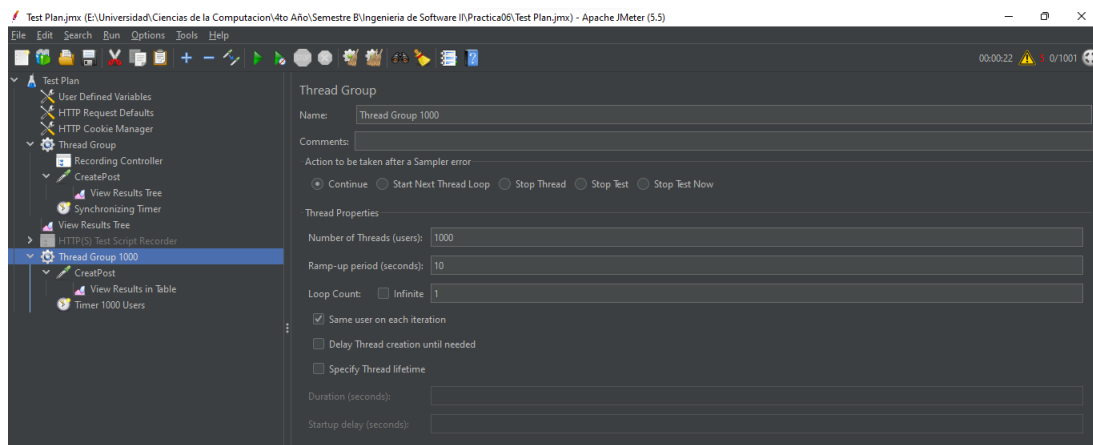 Test Plan.jmx (E:\Universidad\Ciencias de la Computacion\4to Año\Semestre B\Ingenieria de Software II\Practica06\Test Plan.jmx) - Apache JMeter (5.5)
File Edit Search Run Options Tools Help
00:00:22 0/1001
Test Plan
User Defined Variables
HTTP Request Defaults
HTTP Cookie Manager
Thread Group
Recording Controller
CreatePost
View Results Tree
Synchronizing Timer
View Results Tree
HTTP(S) Test Script Recorder
Thread Group 1000
CreatPost
View Results in Table
Timer 1000 Users
Thread Group
Name: Thread Group 1000
Comments:
Action to be taken after a Sampler error
Continue Start Next Thread Loop Stop Thread Stop Test Stop Test Now
Thread Properties
Number of Threads (users): 1000
Ramp-up period (seconds): 10
Loop Count: Infinite 1
Same user on each iteration
Delay Thread creation until needed
Specify Thread lifetime
Duration (seconds):
Startup delay (seconds):